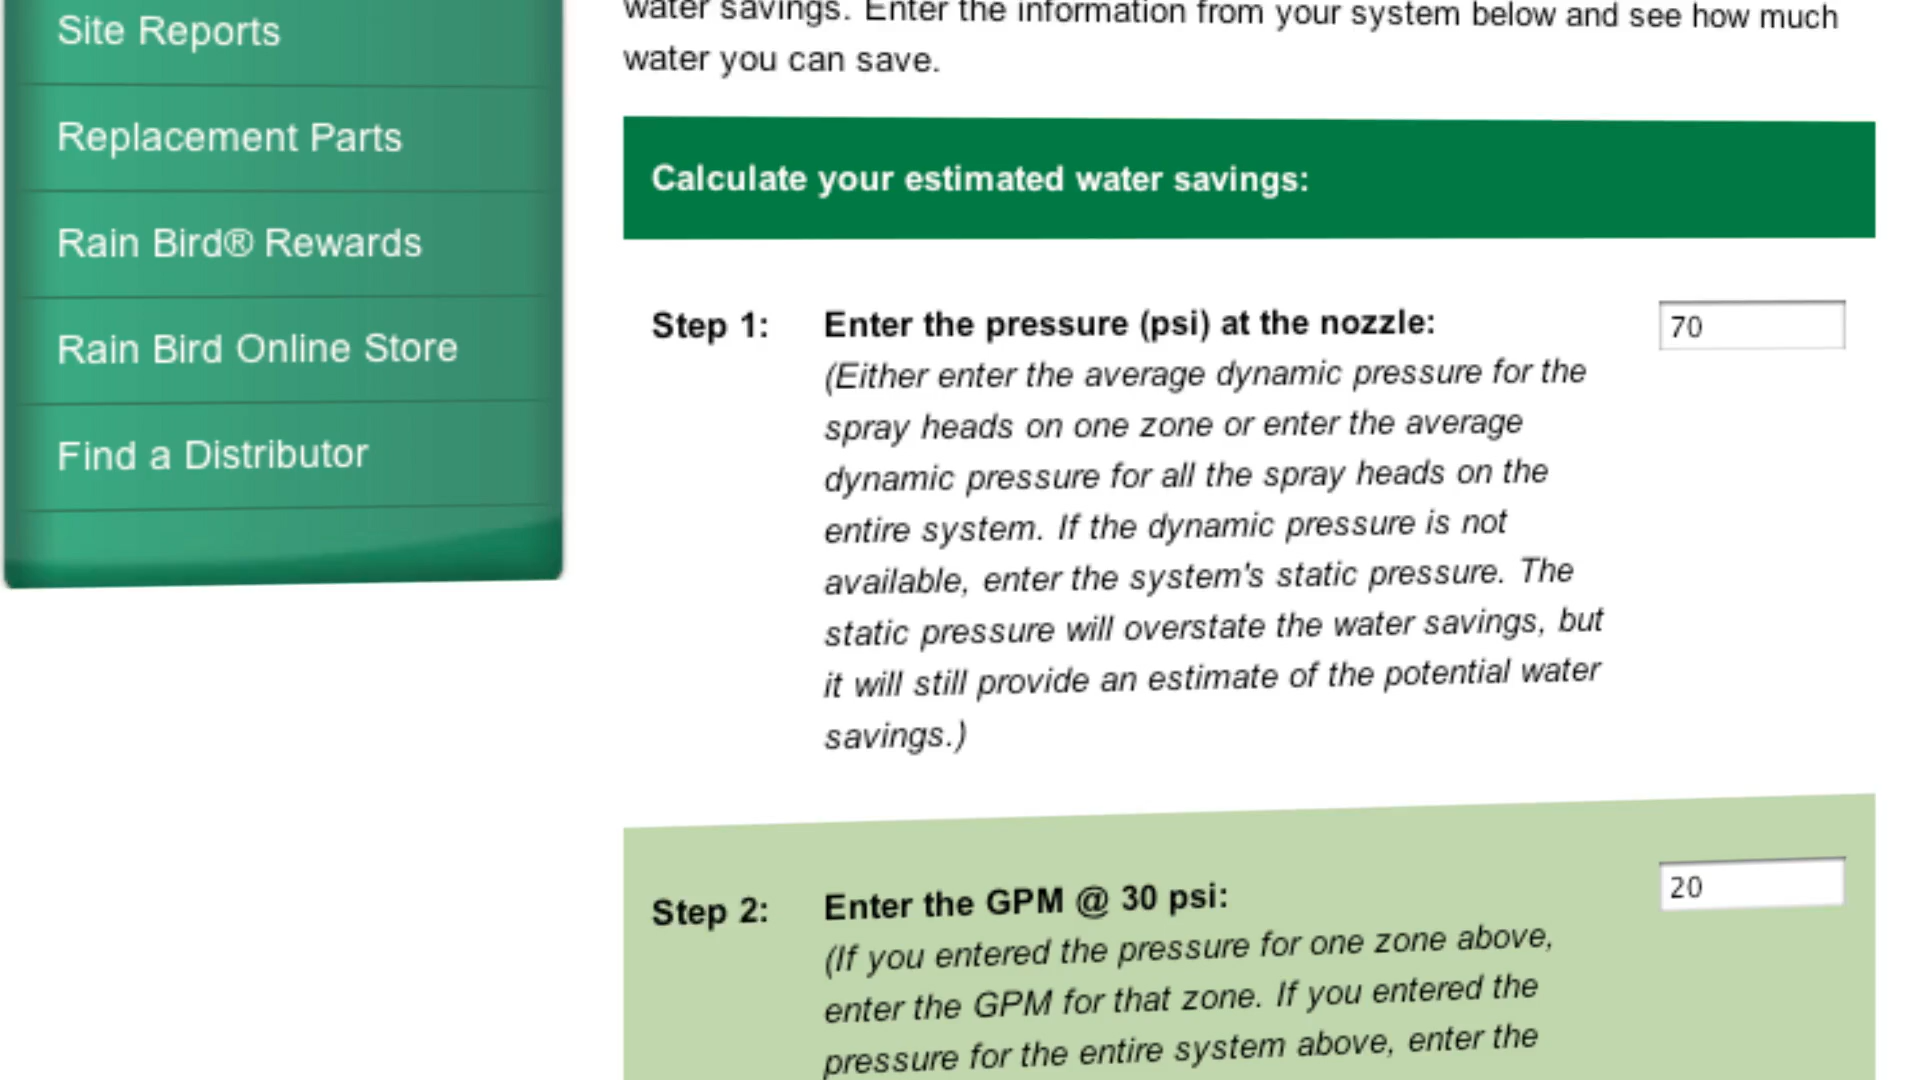 Site Reports
Replacement Parts
Rain Bird® Rewards
Rain Bird Online Store
Find a Distributor
water savings. Enter the information from your system below and see how much
water you can save.
Calculate your estimated water savings:
Step 1:
Enter the pressure (psi) at the nozzle:
70
(Either enter the average dynamic pressure for the
spray heads on one zone or enter the average
dynamic pressure for all the spray heads on the
entire system. If the dynamic pressure is not
available, enter the system's static pressure. The
static pressure will overstate the water savings, but
it will still provide an estimate of the potential water
savings.)
Step 2:
Enter the GPM @ 30 psi:
20
(If you entered the pressure for one zone above,
enter the GPM for that zone. If you entered the
pressure for the entire system above, enter the